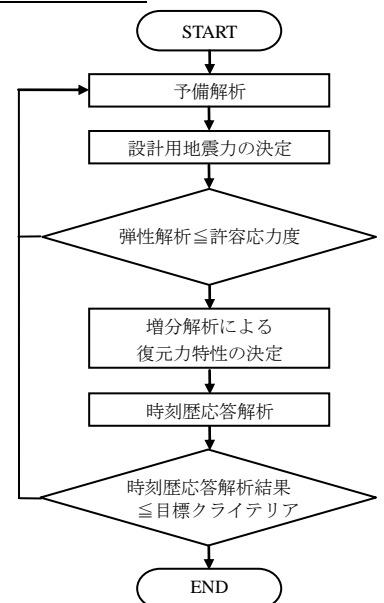 START
予備解析
設計用地震力の決定
弾性解析≦許容応力度
増分解析による
復元力特性の決定
時刻歴応答解析
時刻歴応答解析結果
≦目標クライテリア
END